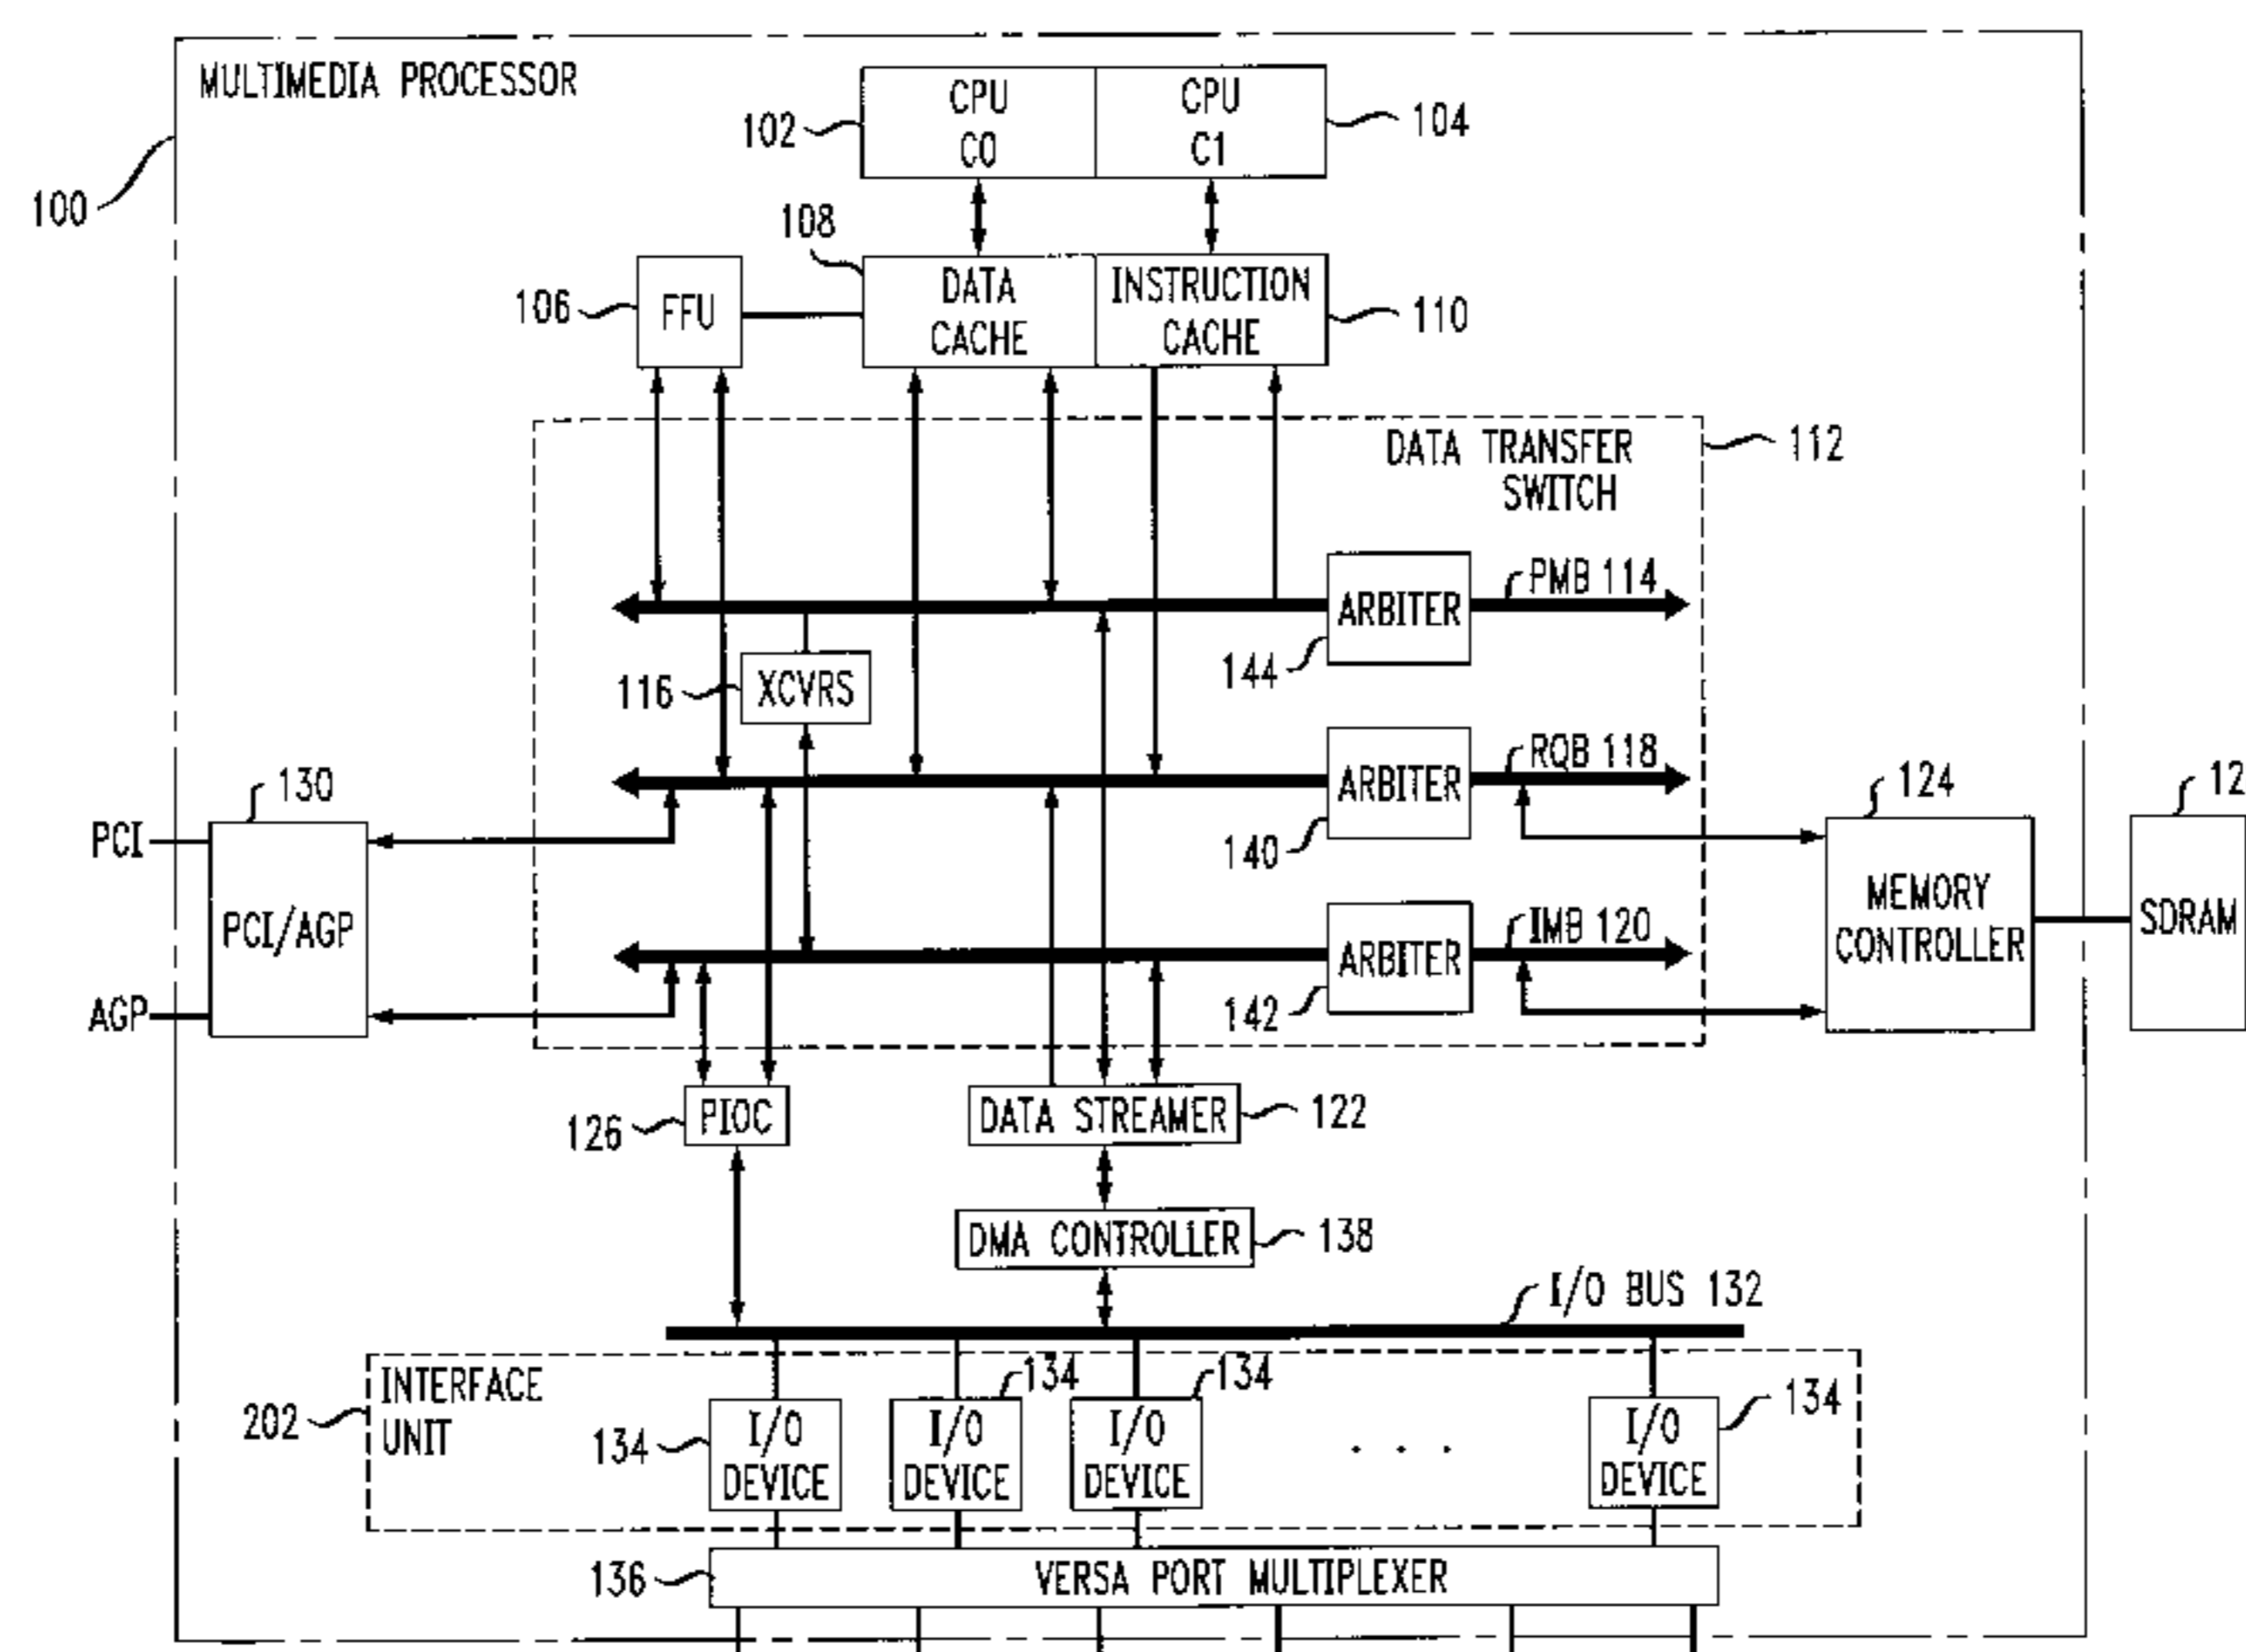 MULTIMEDIA PROCESSOR
100
102
CPU
C0
CPU
C1
104
106
FFU
108
DATA
CACHE
INSTRUCTION
CACHE
110
DATA TRANSFER
SWITCH
112
ARBITER
144
PMB 114
116
XCVRS
ARBITER
140
RQB 118
ARBITER
142
IMB 120
PCI
AGP
130
PCI/AGP
124
MEMORY
CONTROLLER
12
SDRAM
126
PIOC
DATA STREAMER
122
DMA CONTROLLER
138
I/O BUS 132
INTERFACE
UNIT
202
134
I/O
DEVICE
134
I/O
DEVICE
134
I/O
DEVICE
. . .
134
I/O
DEVICE
136
VERSA PORT MULTIPLEXER